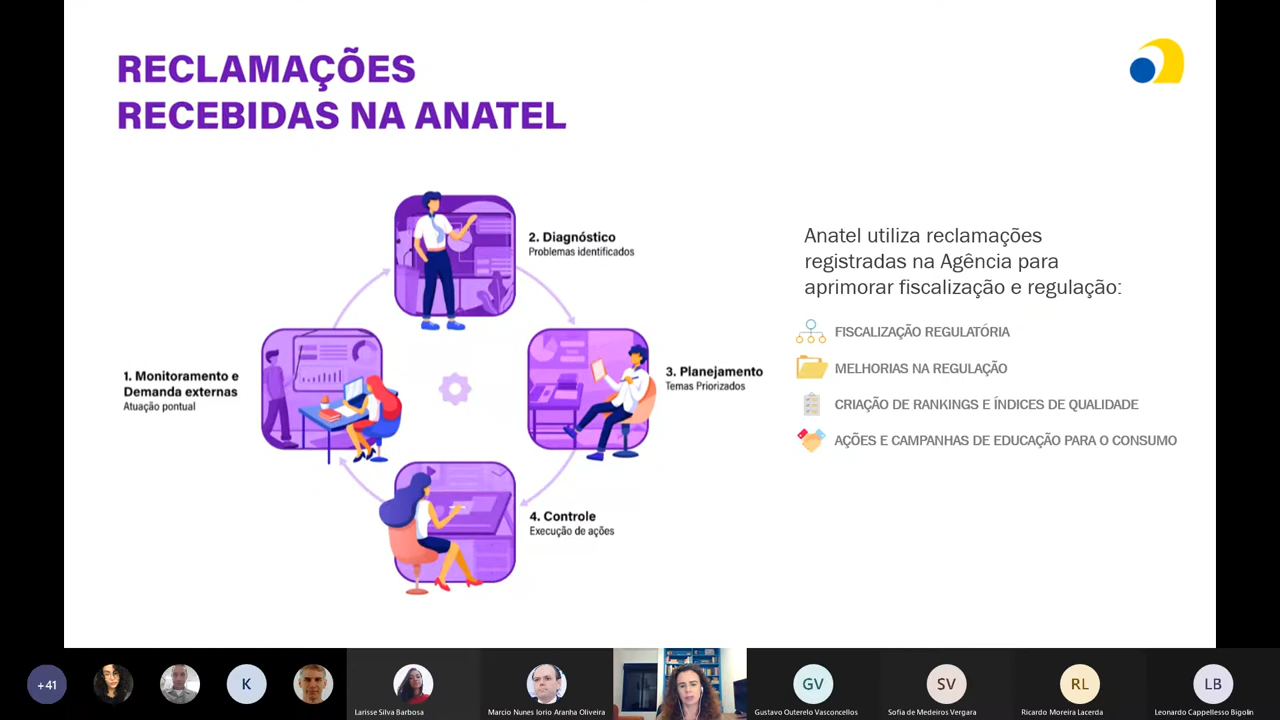 RECLAMAÇÕES
RECEBIDAS NA ANATEL
2. Diagnóstico
Problemas identificados
1. Monitoramento e
Demanda externas
Atuação pontual
3. Planejamento
Temas Priorizados
4. Controle
Execução de ações
Anatel utiliza reclamações
registradas na Agência para
aprimorar fiscalização e regulação:
FISCALIZAÇÃO REGULATÓRIA
MELHORIAS NA REGULAÇÃO
CRIAÇÃO DE RANKINGS E ÍNDICES DE QUALIDADE
AÇÕES E CAMPANHAS DE EDUCAÇÃO PARA O CONSUMO
+41
K
GV
SV
RL
LB
Larisse Silva Barbosa
Marcio Nunes Iorio Aranha Oliveira
Gustavo Outerelo Vasconcellos
Sofia de Medeiros Vergara
Ricardo Moreira Lacerda
Leonardo Cappellesso Bigolin